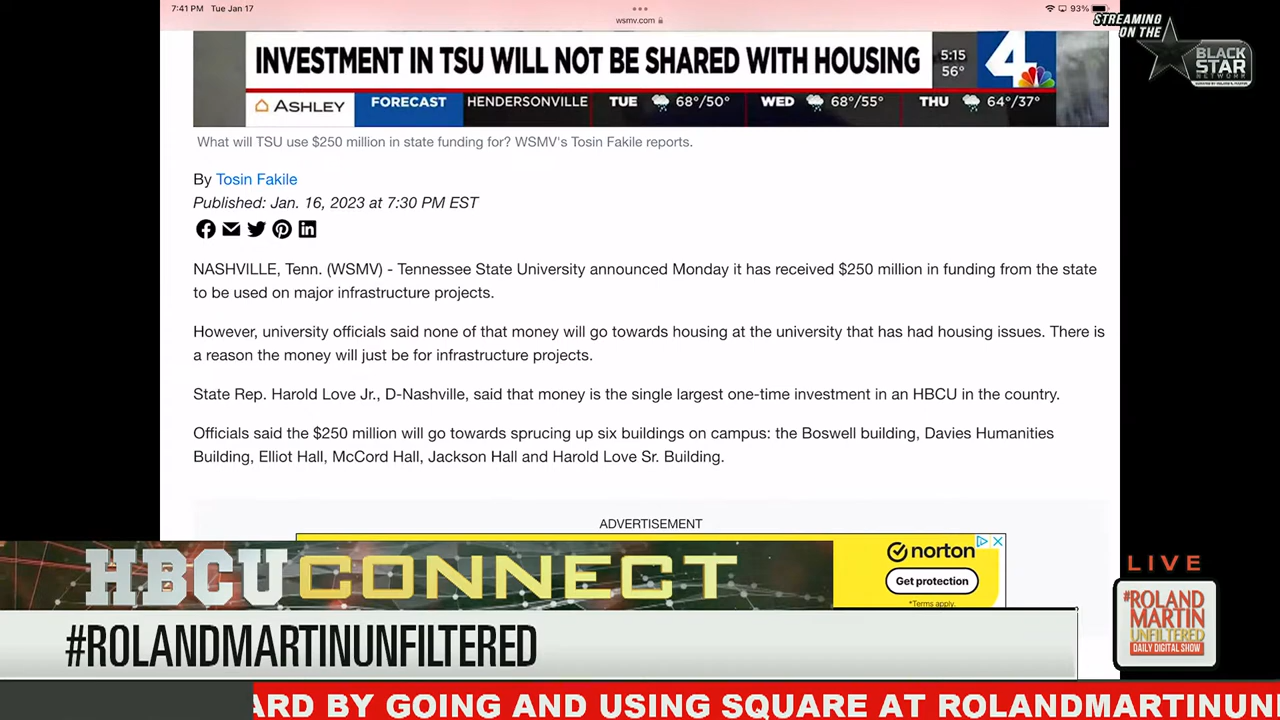 7:41 PM Tue Jan 17
wsmv.com
93%
STREAMING
ON THE
BLACK
STAR
NETWORK
INVESTMENT IN TSU WILL NOT BE SHARED WITH HOUSING
5:15
56°
4
ASHLEY FORECAST HENDERSONVILLE TUE 68°/50° WED 68°/55° THU 64°/37°
What will TSU use $250 million in state funding for? WSMV's Tosin Fakile reports.
By Tosin Fakile
Published: Jan. 16, 2023 at 7:30 PM EST
NASHVILLE, Tenn. (WSMV) - Tennessee State University announced Monday it has received $250 million in funding from the state
to be used on major infrastructure projects.
However, university officials said none of that money will go towards housing at the university that has had housing issues. There is
a reason the money will just be for infrastructure projects.
State Rep. Harold Love Jr., D-Nashville, said that money is the single largest one-time investment in an HBCU in the country.
Officials said the $250 million will go towards sprucing up six buildings on campus: the Boswell building, Davies Humanities
Building, Elliot Hall, McCord Hall, Jackson Hall and Harold Love Sr. Building.
ADVERTISEMENT
norton
Get protection
*Terms apply.
HBCU CONNECT
#ROLANDMARTINUNFILTERED
LIVE
#ROLAND
MARTIN
UNFILTERED
DAILY DIGITAL SHOW
ARD BY GOING AND USING SQUARE AT ROLANDMARTINUN